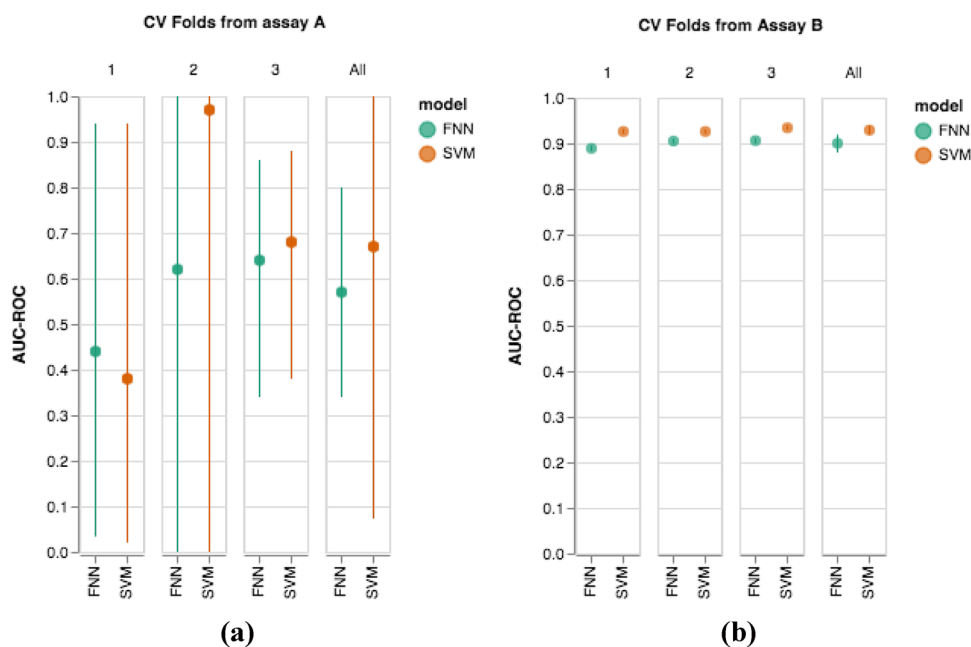 CV Folds from assay A
1 2 3 All
1.0
0.9
0.8
0.7
0.6
0.5
0.4
0.3
0.2
0.1
0.0
AUC-ROC
FNN SVM FNN SVM FNN SVM FNN SVM
model
FNN
SVM
(a)
CV Folds from Assay B
1 2 3 All
1.0
0.9
0.8
0.7
0.6
0.5
0.4
0.3
0.2
0.1
0.0
AUC-ROC
FNN SVM FNN SVM FNN SVM FNN SVM
model
FNN
SVM
(b)